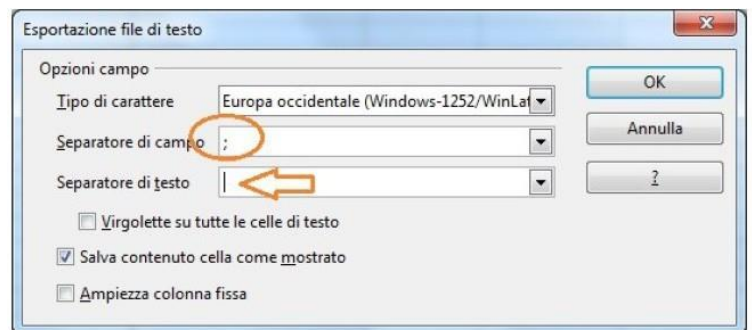 Esportazione file di testo
Opzioni campo
Tipo di carattere Europa occidentale (Windows-1252/WinLat
Separatore di campo ;
Separatore di testo
Virgolette su tutte le celle di testo
Salva contenuto cella come mostrato
Ampiezza colonna fissa
OK
Annulla
?